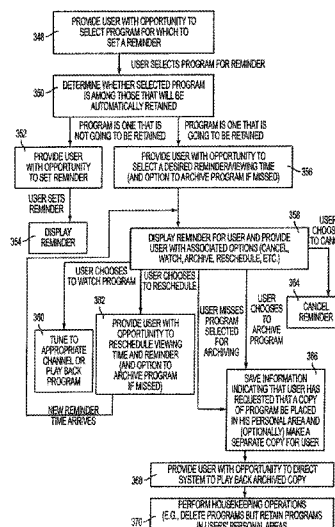 348
PROVIDE USER WITH OPPORTUNITY TO
SELECT PROGRAM FOR WHICH TO
SET A REMINDER
USER SELECTS PROGRAM FOR REMINDER
350
DETERMINE WHETHER SELECTED PROGRAM
IS AMONG THOSE THAT WILL BE
AUTOMATICALLY RETAINED
PROGRAM IS ONE THAT IS
NOT GOING TO BE RETAINED
PROGRAM IS ONE THAT IS
GOING TO BE RETAINED
352
PROVIDE USER
WITH OPPORTUNITY
TO SET REMINDER
PROVIDE USER WITH OPPORTUNITY TO
SELECT A DESIRED REMINDER/VIEWING TIME
(AND OPTION TO ARCHIVE PROGRAM IF MISSED)
356
USER SETS
REMINDER
354
DISPLAY
REMINDER
358
DISPLAY REMINDER FOR USER AND PROVIDE
USER WITH ASSOCIATED OPTIONS (CANCEL,
WATCH, ARCHIVE, RESCHEDULE, ETC.)
USER CHOOSES
TO WATCH PROGRAM
USER CHOOSES TO
RESCHEDULE
USER MISSES
PROGRAM
SELECTED
FOR
ARCHIVING
USER
CHOOSES
TO
ARCHIVE
PROGRAM
364
CANCEL
REMINDER
360
TUNE TO
APPROPRIATE
CHANNEL OR
PLAY BACK
PROGRAM
362
PROVIDE USER WITH
OPPORTUNITY TO
RESCHEDULE VIEWING
TIME AND REMINDER
(AND OPTION TO
ARCHIVE PROGRAM
IF MISSED)
NEW REMINDER
TIME ARRIVES
366
SAVE INFORMATION
INDICATING THAT USER HAS
REQUESTED THAT A COPY
OF PROGRAM BE PLACED
IN HIS PERSONAL AREA AND
(OPTIONALLY) MAKE A
SEPARATE COPY FOR USER
368
PROVIDE USER WITH OPPORTUNITY TO DIRECT
SYSTEM TO PLAY BACK ARCHIVED COPY
370
PERFORM HOUSEKEEPING OPERATIONS
(E.G., DELETE PROGRAMS BUT RETAIN PROGRAMS
IN USERS' PERSONAL AREAS